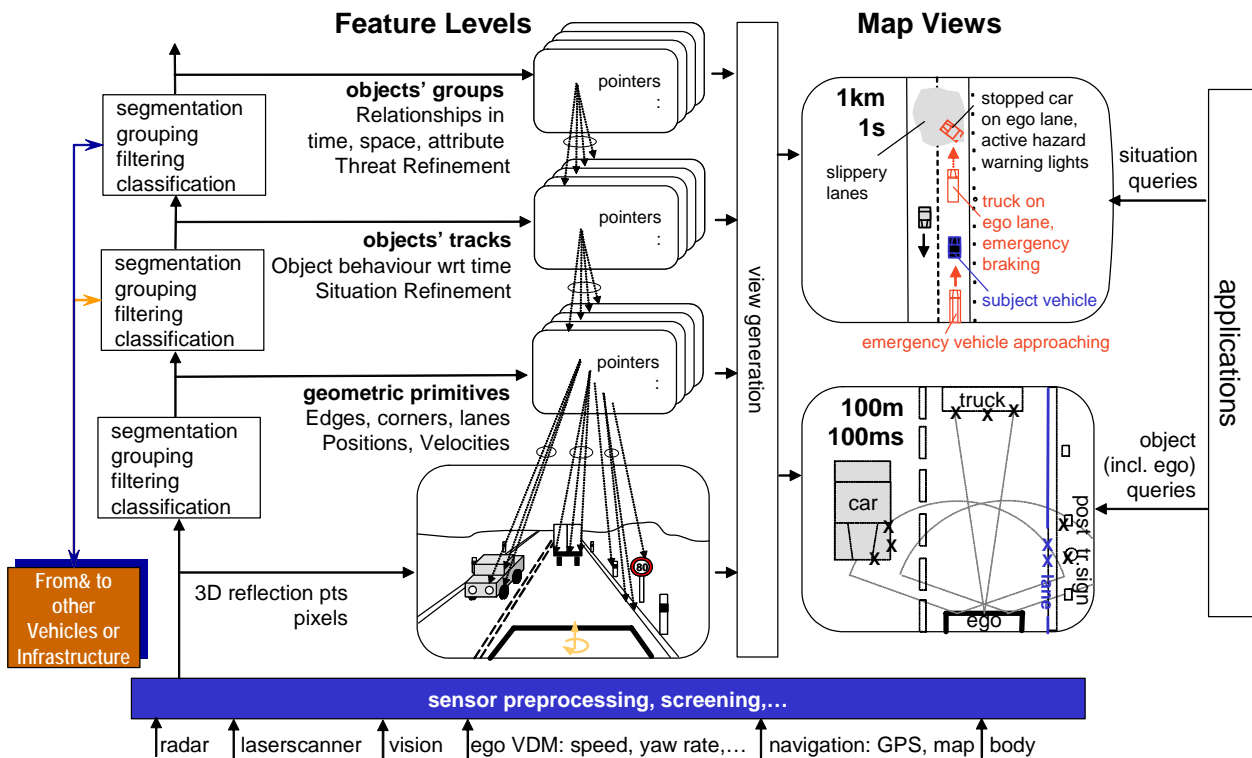 Feature Levels
Map Views
segmentation
grouping
filtering
classification
objects' groups
Relationships in
time, space, attribute
Threat Refinement
pointers
:
segmentation
grouping
filtering
classification
objects' tracks
Object behaviour wrt time
Situation Refinement
pointers
:
segmentation
grouping
filtering
classification
geometric primitives
Edges, corners, lanes
Positions, Velocities
pointers
:
From& to
other
Vehicles or
Infrastructure
3D reflection pts
pixels
80
view generation
1km
1s
slippery
lanes
stopped car
on ego lane,
active hazard
warning lights
truck on
ego lane,
emergency
braking
subject vehicle
emergency vehicle approaching
situation
queries
100m
100ms
truck
car
ego
lane
post
tr.sign
object
(incl. ego)
queries
applications
sensor preprocessing, screening,…
radar
laserscanner
vision
ego VDM: speed, yaw rate,…
navigation: GPS, map
body